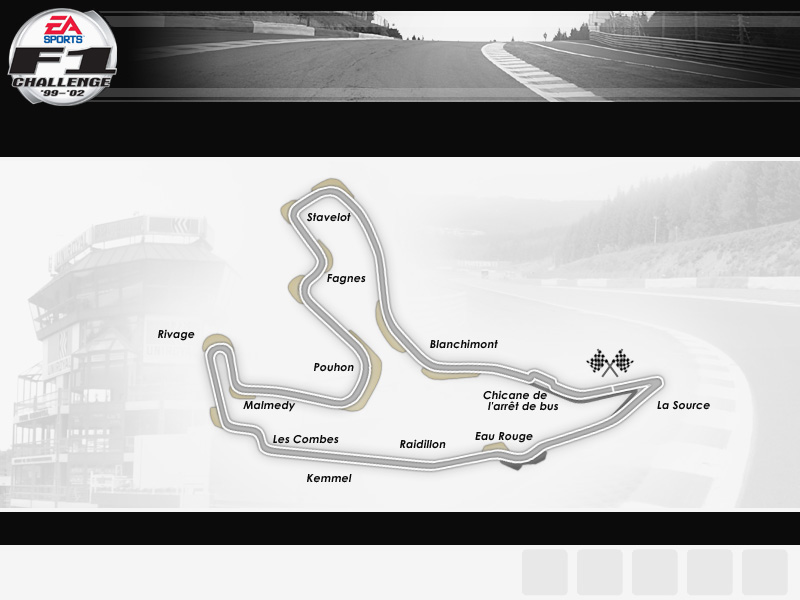 EA
SPORTS
F1
CHALLENGE
'99-'02
Stavelot
Fagnes
Rivage
Blanchimont
Pouhon
Chicane de
l'arrêt de bus
Malmedy
La Source
Les Combes
Raidillon
Eau Rouge
Kemmel